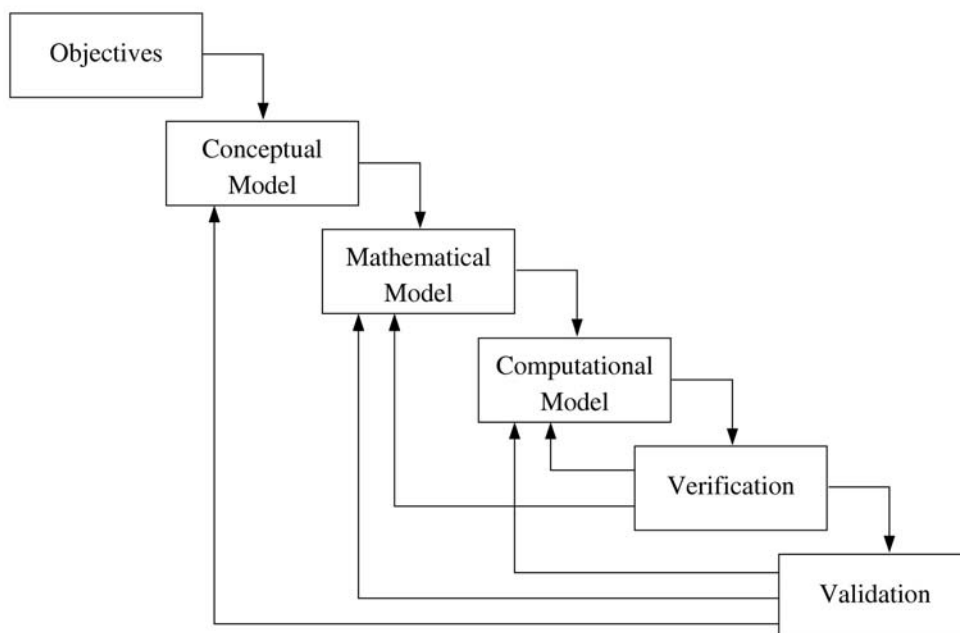 Objectives
Conceptual
Model
Mathematical
Model
Computational
Model
Verification
Validation